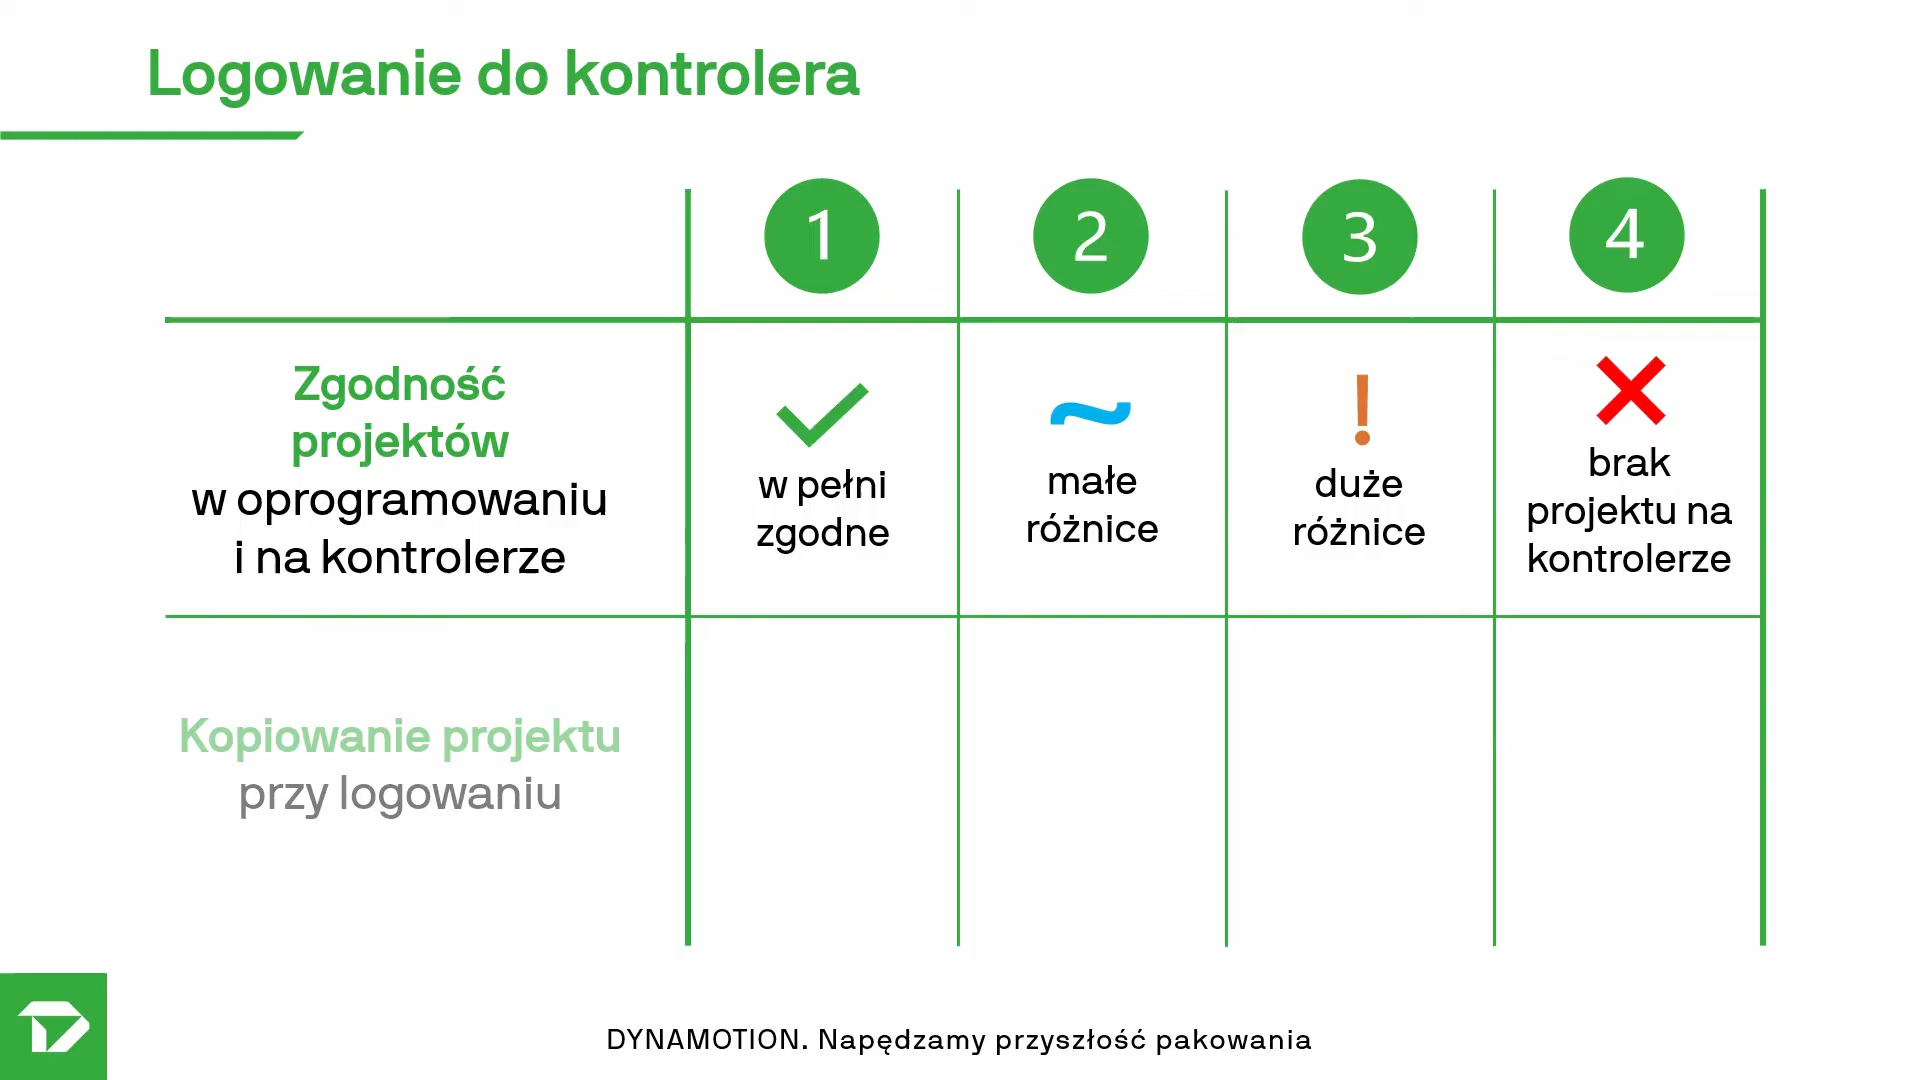 Logowanie do kontrolera
1
2
3
4
Zgodność
projektów
w oprogramowaniu
i na kontrolerze
w pełni
zgodne
małe
różnice
duże
różnice
brak
projektu na
kontrolerze
Kopiowanie projektu
przy logowaniu
DYNAMOTION. Napędzamy przyszłość pakowania